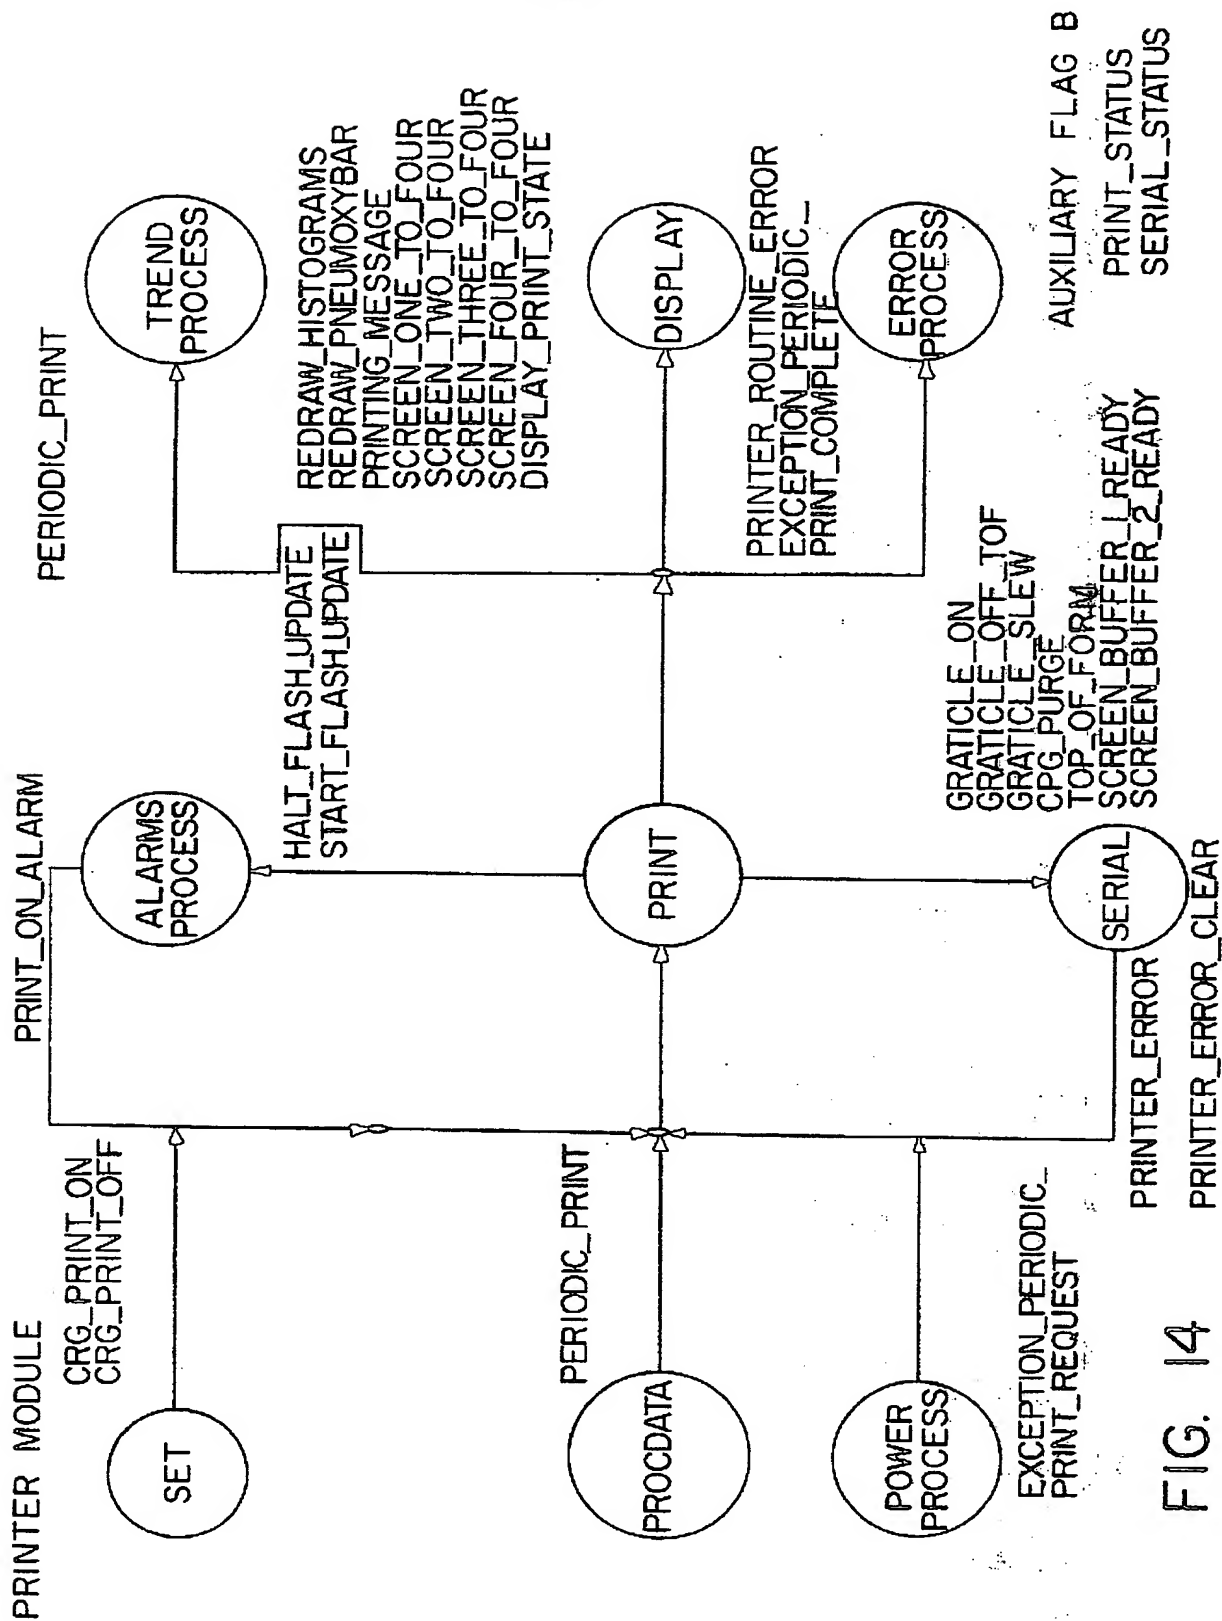 PRINTER MODULE
PRINT_ON_ALARM
PERIODIC_PRINT
CRG_PRINT_ON
CRG_PRINT_OFF
SET
ALARMS
PROCESS
TREND
PROCESS
HALT_FLASH_UPDATE
START_FLASH_UPDATE
REDRAW_HISTOGRAMS
REDRAW_PNEUMOXYBAR
PRINTING_MESSAGE
SCREEN_ONE_TO_FOUR
SCREEN_TWO_TO_FOUR
SCREEN_THREE_TO_FOUR
SCREEN_FOUR_TO_FOUR
DISPLAY_PRINT_STATE
PERIODIC_PRINT
PROCDATA
PRINT
DISPLAY
PRINTER_ROUTINE_ERROR
EXCEPTION_PERIODIC_
PRINT_COMPLETE
POWER
PROCESS
ERROR
PROCESS
EXCEPTION_PERIODIC_
PRINT_REQUEST
SERIAL
GRATICLE_ON
GRATICLE_OFF_TOF
GRATICLE_SLEW
CPG_PURGE
TOP_OF_FORM
SCREEN_BUFFER_1_READY
SCREEN_BUFFER_2_READY
PRINTER_ERROR
PRINTER_ERROR_CLEAR
AUXILIARY FLAG B
PRINT_STATUS
SERIAL_STATUS
FIG. 14